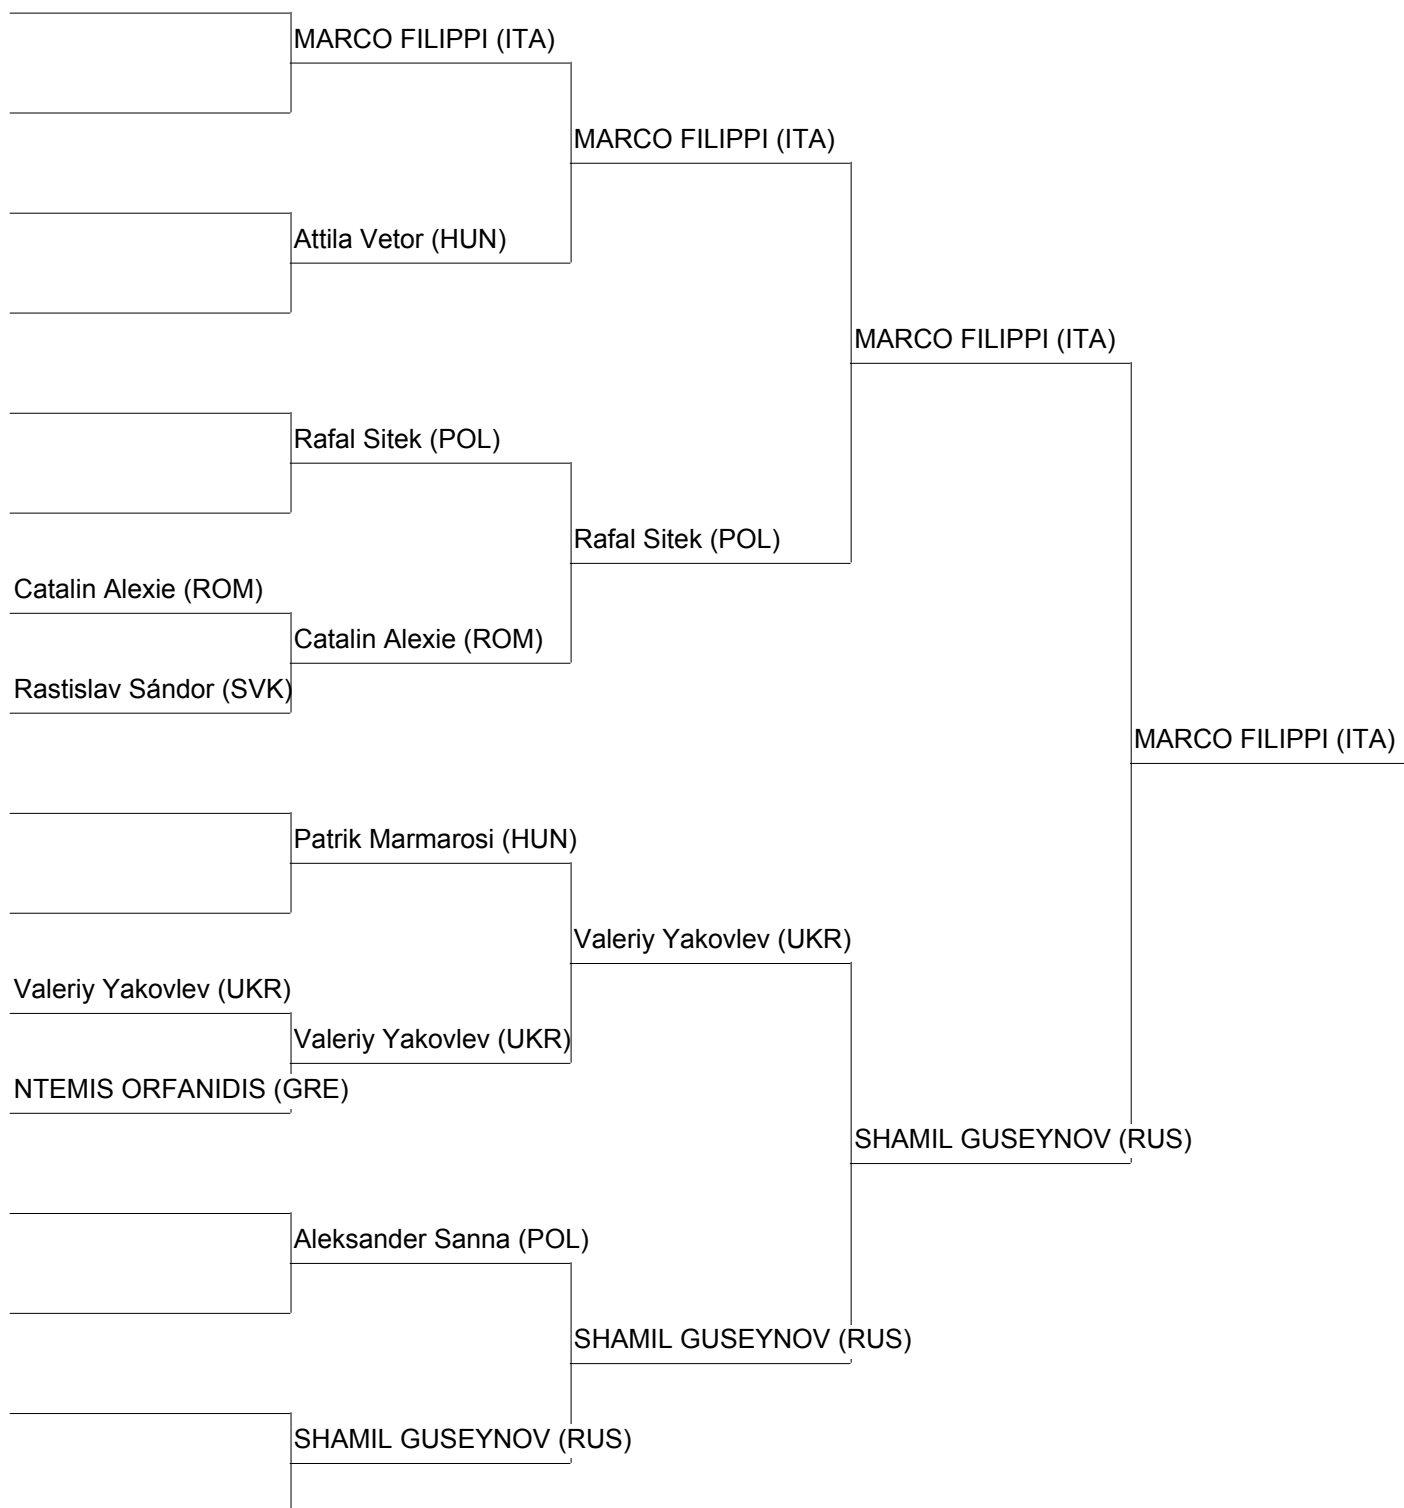 MARCO FILIPPI (ITA)
MARCO FILIPPI (ITA)
Attila Vetor (HUN)
MARCO FILIPPI (ITA)
Rafal Sitek (POL)
Rafal Sitek (POL)
Catalin Alexie (ROM)
Catalin Alexie (ROM)
Rastislav Sándor (SVK)
MARCO FILIPPI (ITA)
Patrik Marmarosi (HUN)
Valeriy Yakovlev (UKR)
Valeriy Yakovlev (UKR)
Valeriy Yakovlev (UKR)
NTEMIS ORFANIDIS (GRE)
SHAMIL GUSEYNOV (RUS)
Aleksander Sanna (POL)
SHAMIL GUSEYNOV (RUS)
SHAMIL GUSEYNOV (RUS)